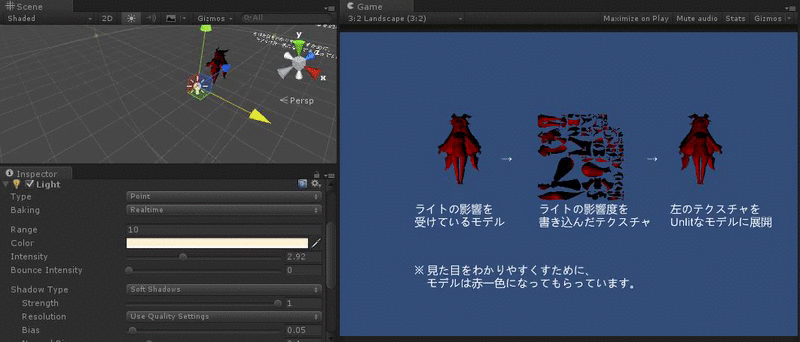 Scene
Shaded
2D
Gizmos
All
y
x
Persp
Inspector
Light
Type
Point
Baking
Realtime
Range
10
Color
Intensity
2.92
Bounce Intensity
0
Shadow Type
Soft Shadows
Strength
1
Resolution
Use Quality Settings
Bias
0.05
Game
3:2 Landscape (3:2)
Maximize on Play
Mute audio
Stats
Gizmos
→
→
ライトの影響を
受けているモデル
ライトの影響度を
書き込んだテクスチャ
左のテクスチャを
Unlitなモデルに展開
※ 見た目をわかりやすくすために、
モデルは赤一色になってもらっています。